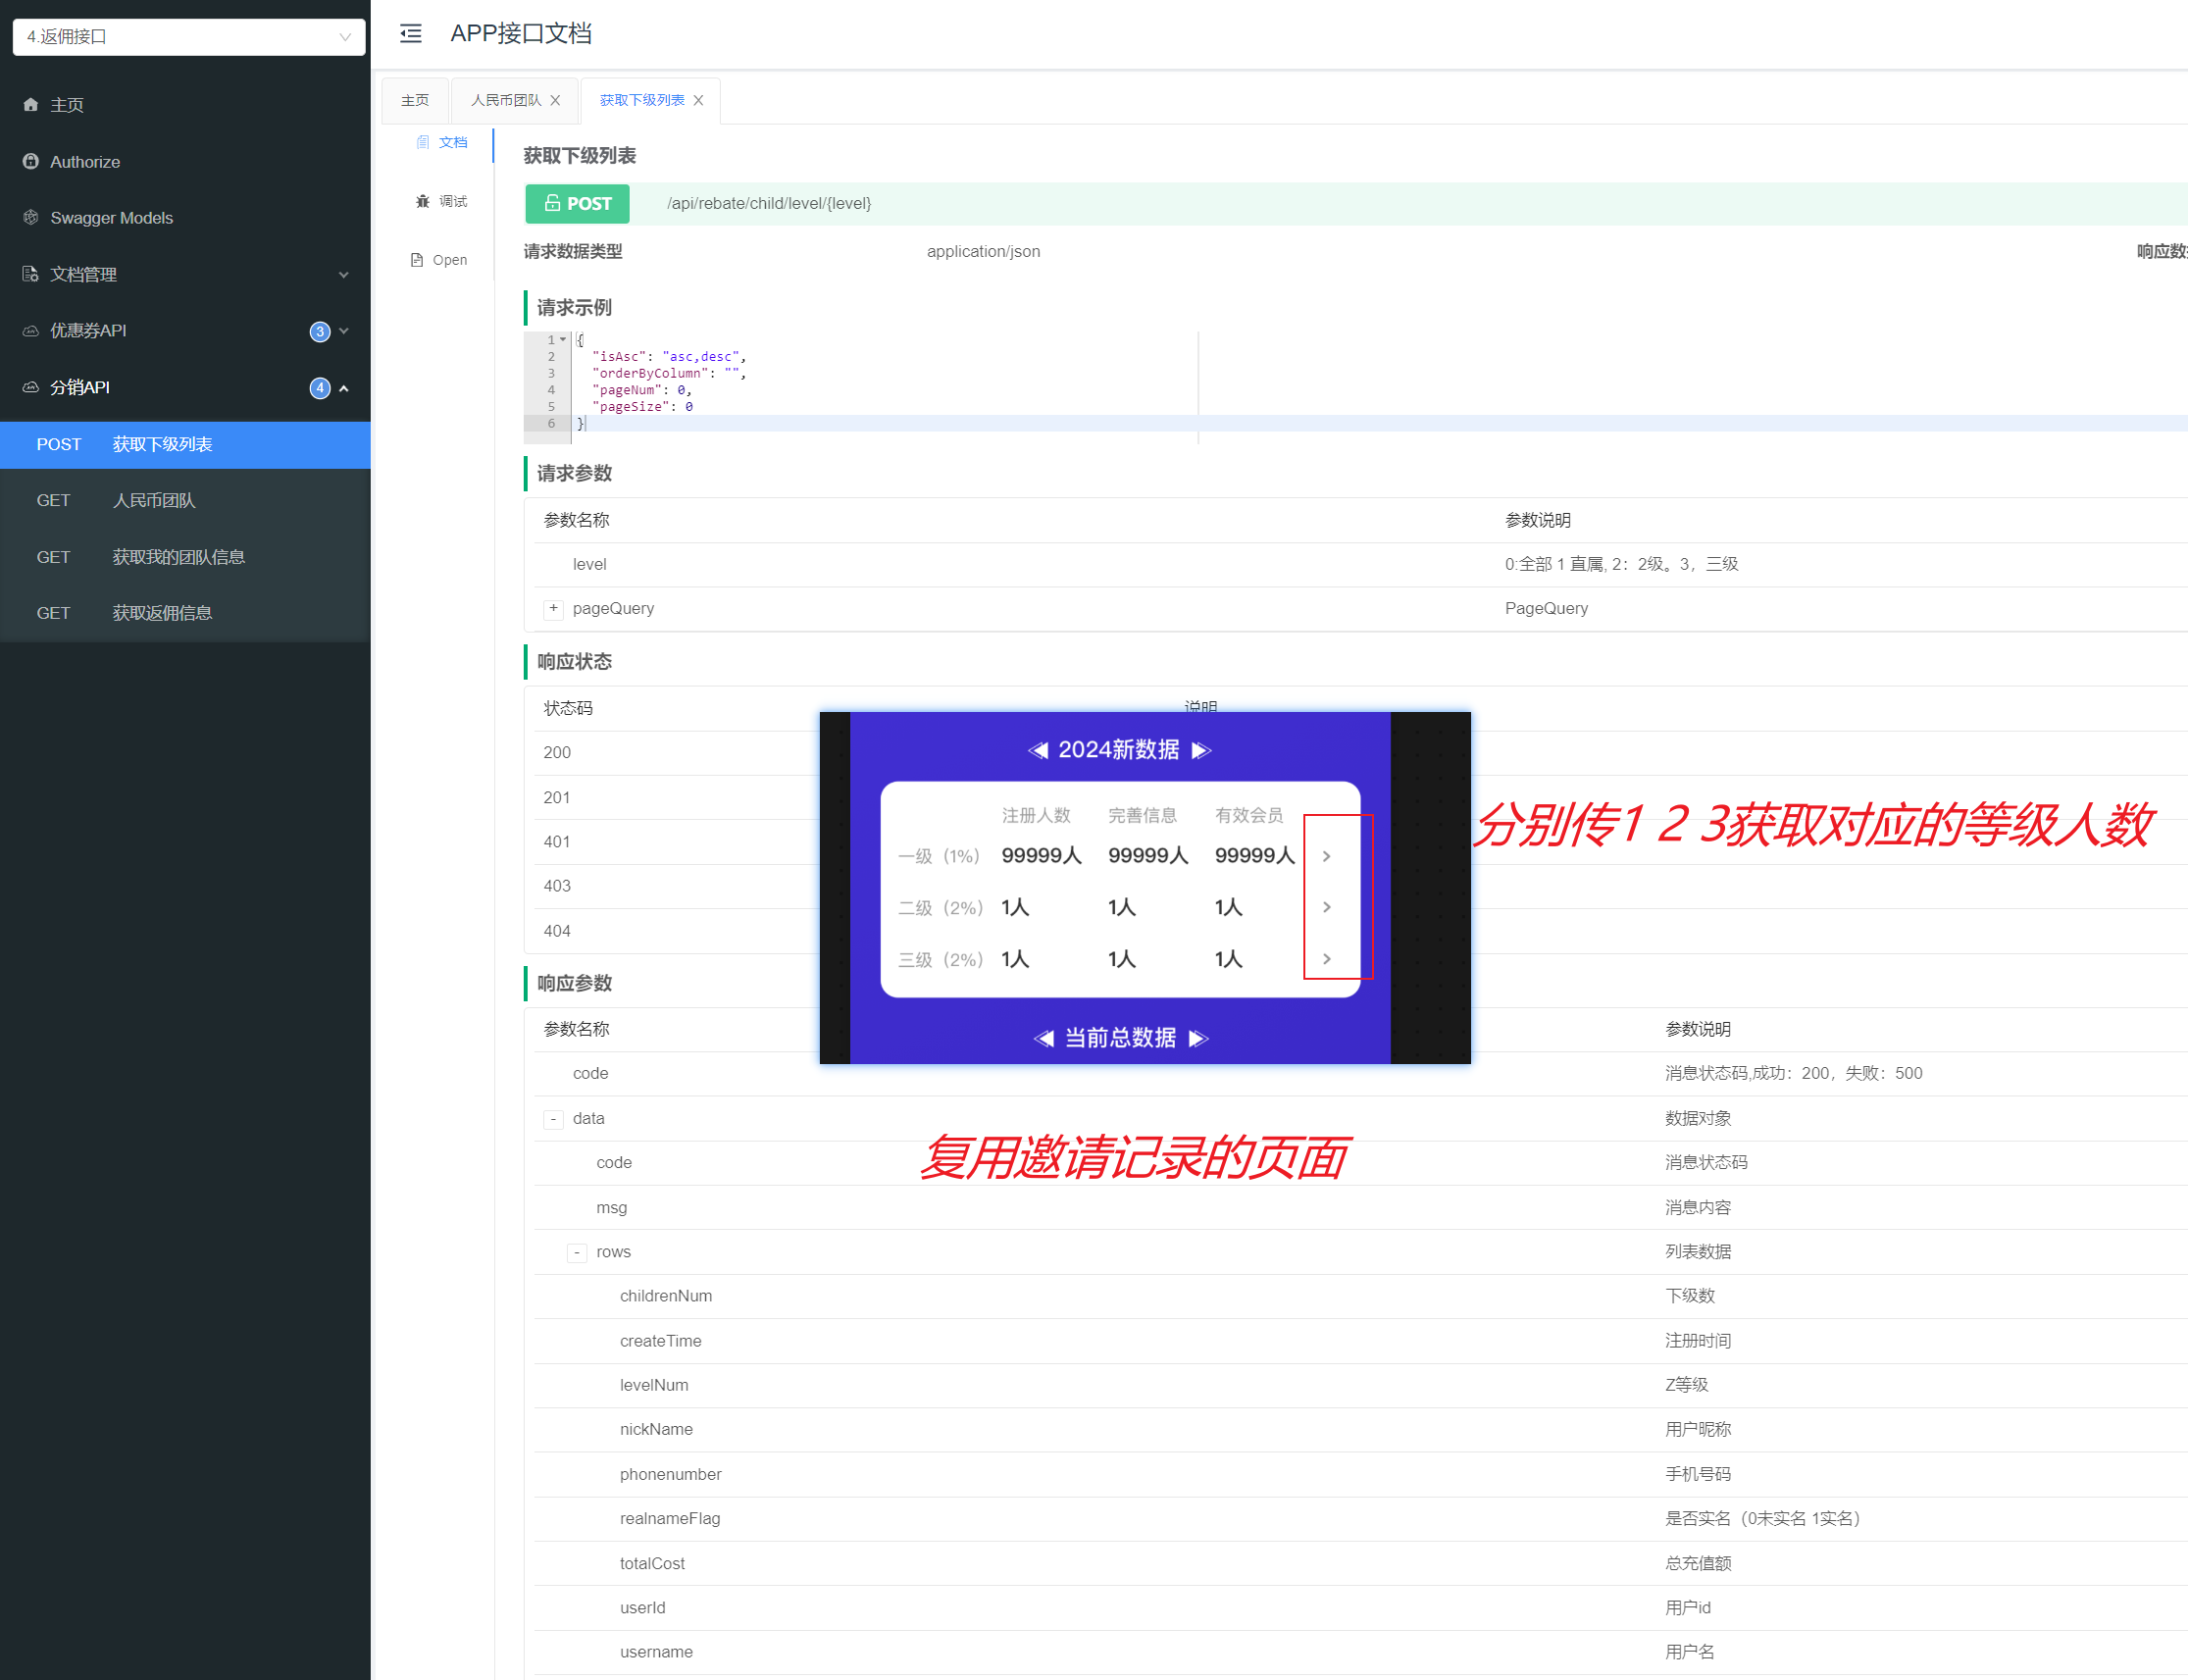 4.返佣接口
APP接口文档
主页
Authorize
Swagger Models
文档管理
优惠券API 3
分销API 4
POST 获取下级列表
GET 人民币团队
GET 获取我的团队信息
GET 获取返佣信息
主页 人民币团队 获取下级列表
文档
调试
Open
获取下级列表
POST /api/rebate/child/level/{level}
请求数据类型 application/json 响应数
请求示例
1 {
2 "isAsc": "asc,desc",
3 "orderByColumn": "",
4 "pageNum": 0,
5 "pageSize": 0
6 }
请求参数
参数名称 参数说明
level 0:全部 1 直属, 2：2级。3，三级
+ pageQuery PageQuery
响应状态
状态码 说明
200
201
401
403
404
2024新数据
注册人数 完善信息 有效会员
一级（1%） 99999人 99999人 99999人 >
二级（2%） 1人 1人 1人 >
三级（2%） 1人 1人 1人 >
当前总数据
分别传1 2 3获取对应的等级人数
响应参数
参数名称 参数说明
code 消息状态码,成功：200，失败：500
- data 数据对象
复用邀请记录的页面
code 消息状态码
msg 消息内容
- rows 列表数据
childrenNum 下级数
createTime 注册时间
levelNum Z等级
nickName 用户昵称
phonenumber 手机号码
realnameFlag 是否实名（0未实名 1实名）
totalCost 总充值额
userId 用户id
username 用户名